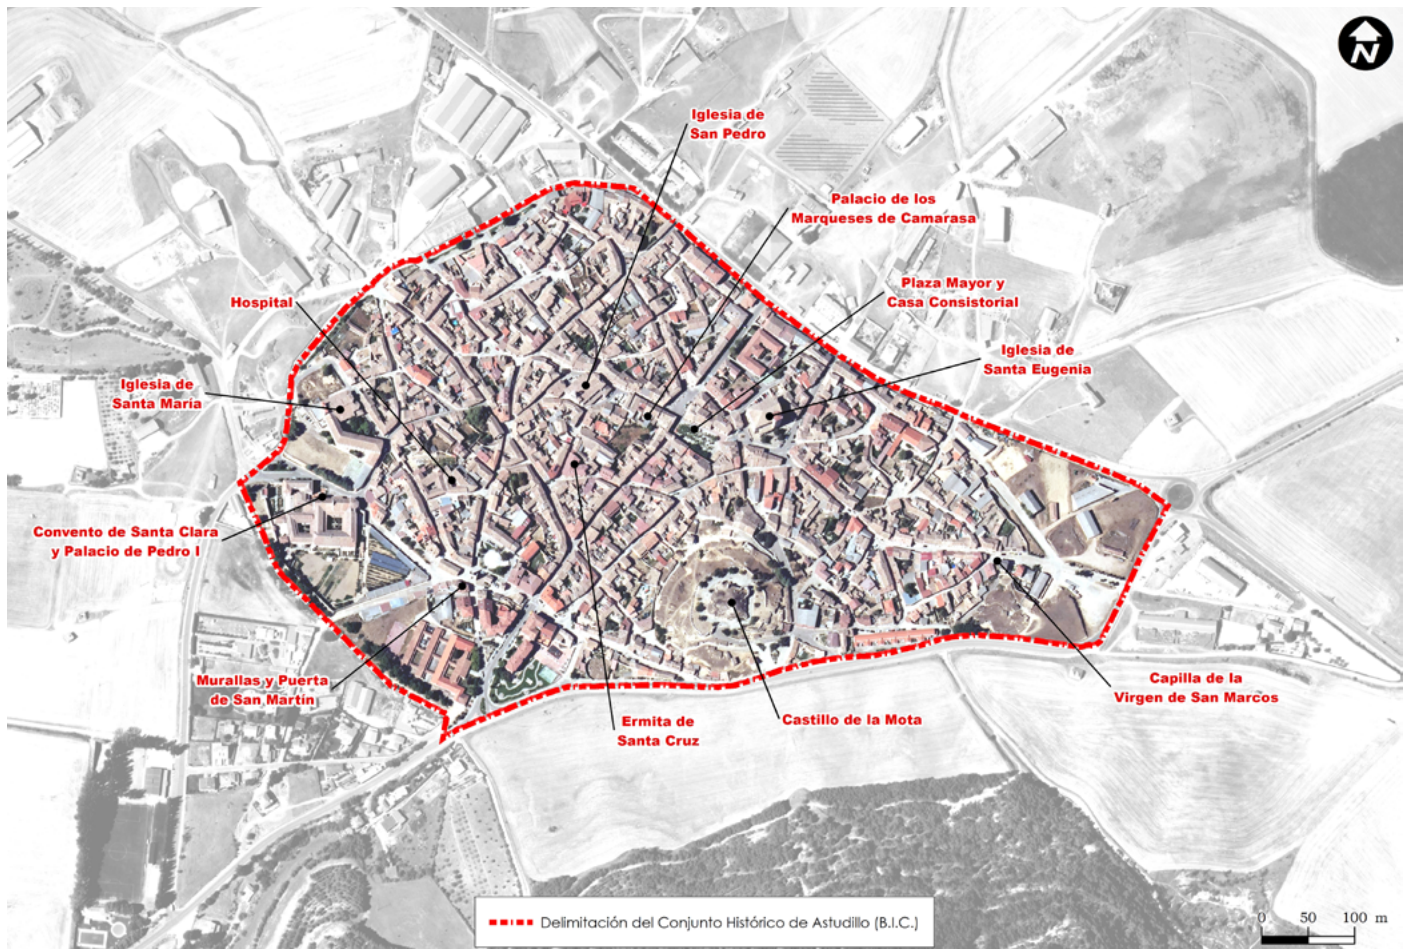 N
Iglesia de
San Pedro
Palacio de los
Marqueses de Camarasa
Plaza Mayor y
Casa Consistorial
Hospital
Iglesia de
Santa Eugenia
Iglesia de
Santa María
Convento de Santa Clara
y Palacio de Pedro I
Murallas y Puerta
de San Martín
Ermita de
Santa Cruz
Castillo de la Mota
Capilla de la
Virgen de San Marcos
Delimitación del Conjunto Histórico de Astudillo (B.I.C.)
0 50 100 m